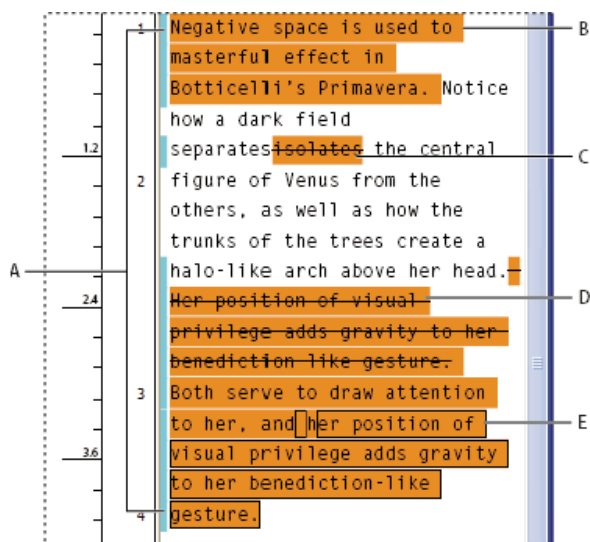 1 Negative space is used to B
masterful effect in
Botticelli's Primavera. Notice
how a dark field
1.2 separatesisolates the central C
2 figure of Venus from the
others, as well as how the
trunks of the trees create a
A halo-like arch above her head.
2.4 Her position of visual D
privilege adds gravity to her
benediction like gesture.
3 Both serve to draw attention
to her, and her position of E
3.6 visual privilege adds gravity
to her benediction-like
4 gesture.